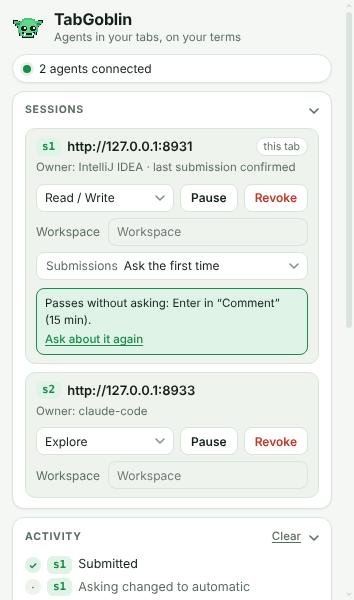 TabGoblin
Agents in your tabs, on your terms
2 agents connected
SESSIONS
s1 http://127.0.0.1:8931 this tab
Owner: IntelliJ IDEA · last submission confirmed
Read / Write Pause Revoke
Workspace Workspace
Submissions Ask the first time
Passes without asking: Enter in “Comment”
(15 min).
Ask about it again
s2 http://127.0.0.1:8933
Owner: claude-code
Explore Pause Revoke
Workspace Workspace
ACTIVITY Clear
s1 Submitted
s1 Asking changed to automatic